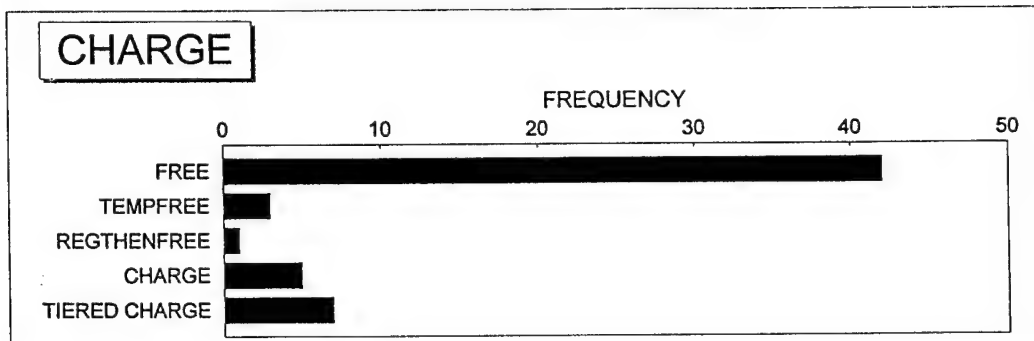 CHARGE
FREQUENCY
0 10 20 30 40 50
FREE
TEMPFREE
REGTHENFREE
CHARGE
TIERED CHARGE